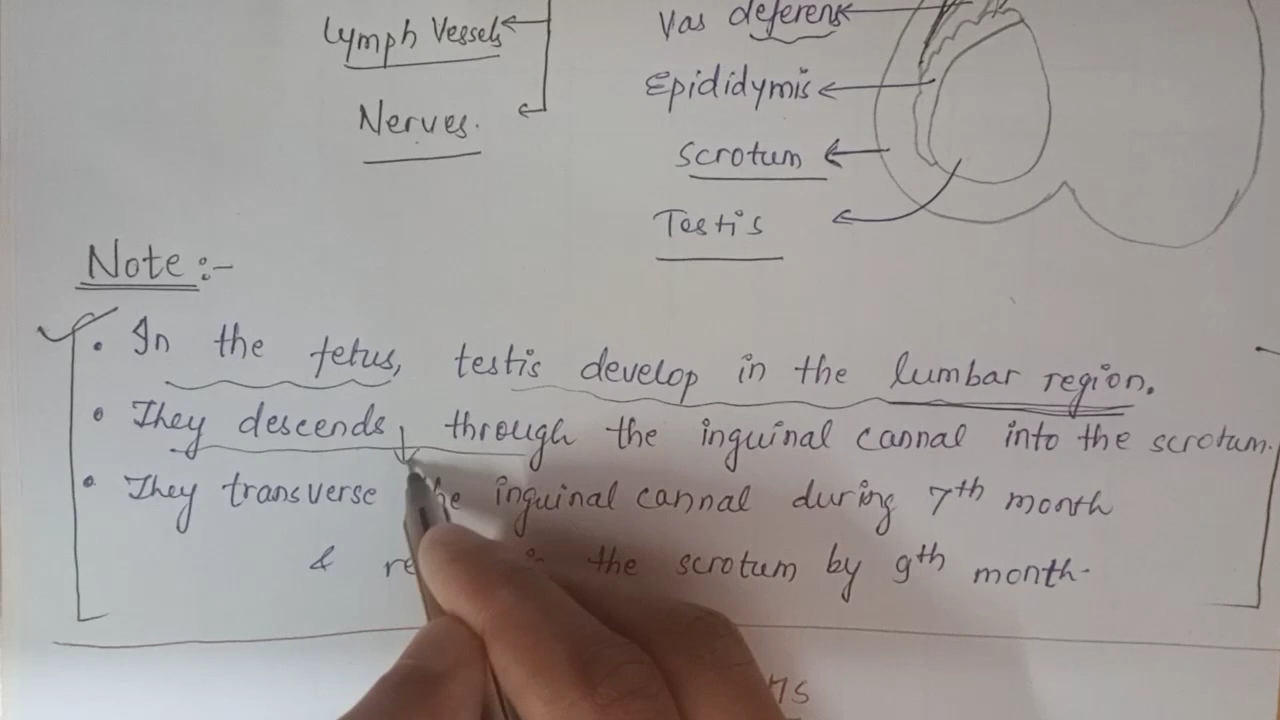 Lymph Vessels
Nerves.
Vas deferens
Epididymis
Scrotum
Testis
Note :-
• In the fetus, testis develop in the lumbar region.
• They descends through the inguinal cannal into the scrotum.
• They transverse the inguinal cannal during 7th month
& in the scrotum by 9th month.